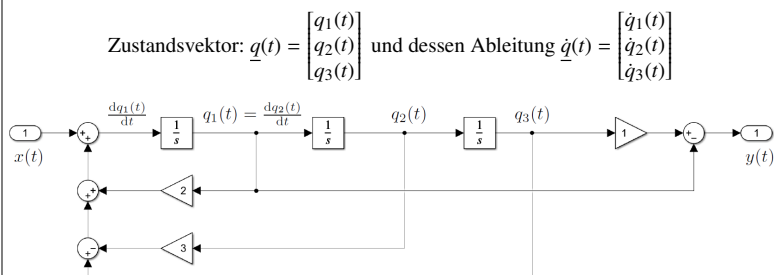 Zustandsvektor: q(t) = [q₁(t) q₂(t) q₃(t)] und dessen Ableitung q̇(t) = [q̇₁(t) q̇₂(t) q̇₃(t)]
dq₁(t)/dt q₁(t) = dq₂(t)/dt q₂(t) q₃(t)
1 + + 1/s 1/s 1/s 1 + − 1
x(t) y(t)
+ + 2
+ − 3